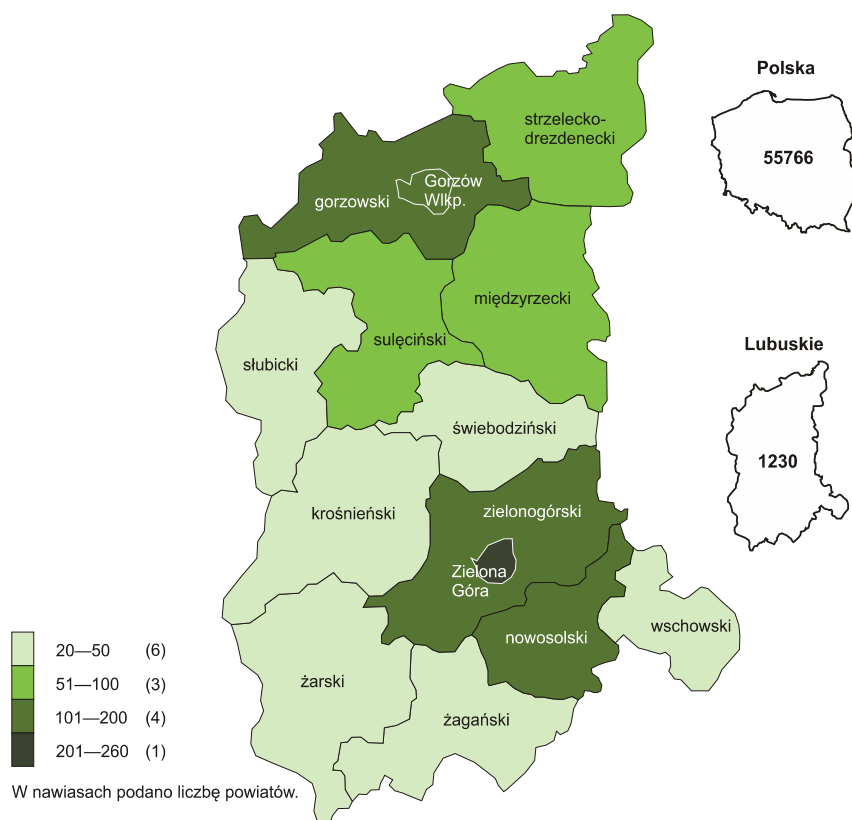 Polska
55766
strzelecko-
drezdenecki
Gorzów
Wlkp.
gorzowski
międzyrzecki
sulęciński
słubicki
Lubuskie
1230
świebodziński
krośnieński
zielonogórski
Zielona
Góra
nowosolski
wschowski
żarski
żagański
20—50 (6)
51—100 (3)
101—200 (4)
201—260 (1)
W nawiasach podano liczbę powiatów.